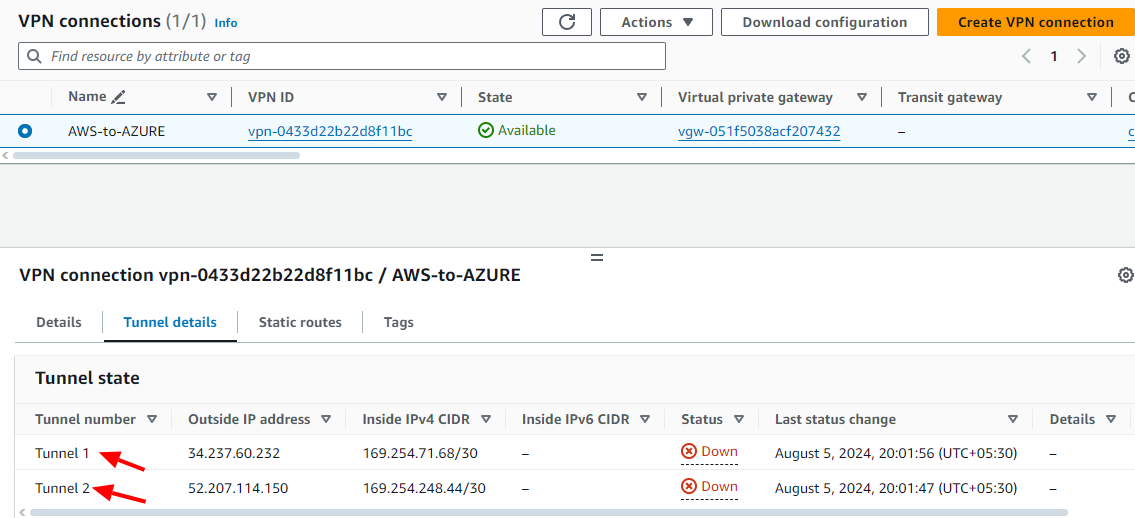 VPN connections (1/1) Info Actions Download configuration Create VPN connection
Find resource by attribute or tag 1
Name VPN ID State Virtual private gateway Transit gateway C
AWS-to-AZURE vpn-0433d22b22d8f11bc Available vgw-051f5038acf207432 – c
VPN connection vpn-0433d22b22d8f11bc / AWS-to-AZURE
Details Tunnel details Static routes Tags
Tunnel state
Tunnel number Outside IP address Inside IPv4 CIDR Inside IPv6 CIDR Status Last status change Details
Tunnel 1 34.237.60.232 169.254.71.68/30 – Down August 5, 2024, 20:01:56 (UTC+05:30) –
Tunnel 2 52.207.114.150 169.254.248.44/30 – Down August 5, 2024, 20:01:47 (UTC+05:30) –